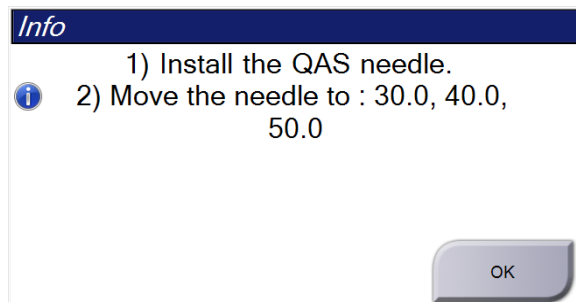 Info
1) Install the QAS needle.
2) Move the needle to : 30.0, 40.0,
50.0
OK